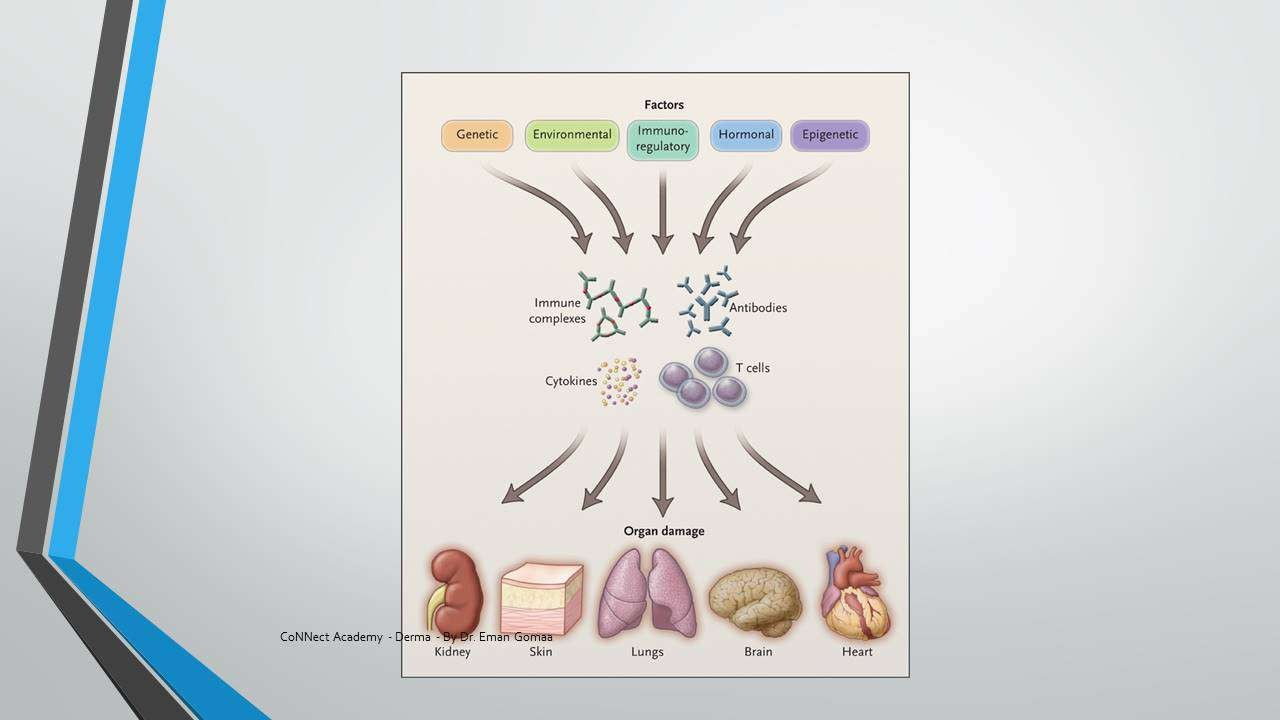 Factors
Genetic
Environmental
Immuno-
regulatory
Hormonal
Epigenetic
Immune
complexes
Antibodies
Cytokines
T cells
Organ damage
CoNNect Academy - Derma - By Dr. Eman Gomaa
Kidney
Skin
Lungs
Brain
Heart